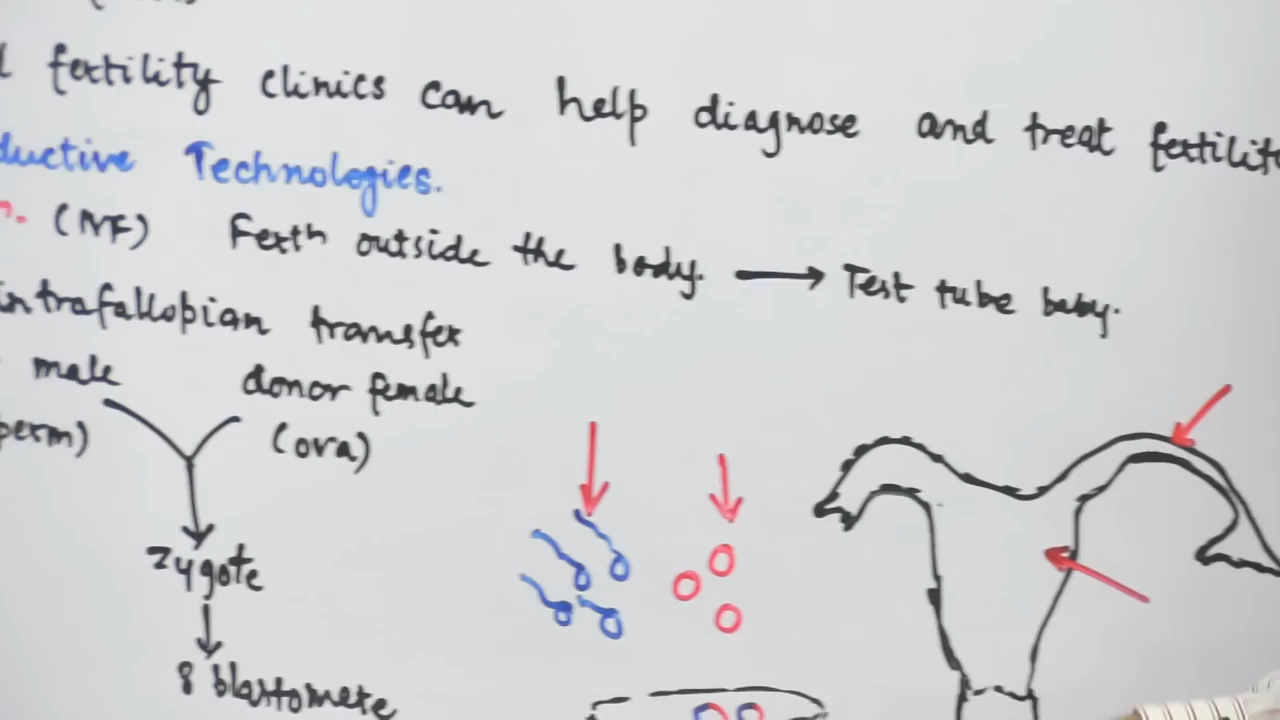 fertility clinics can help diagnose and treat fertilit
ductive Technologies.
n. (IVF) Fertn outside the body. → Test tube baby.
intrafallopian transfer
male donor female
perm) (ova)
zygote
8 blastomere